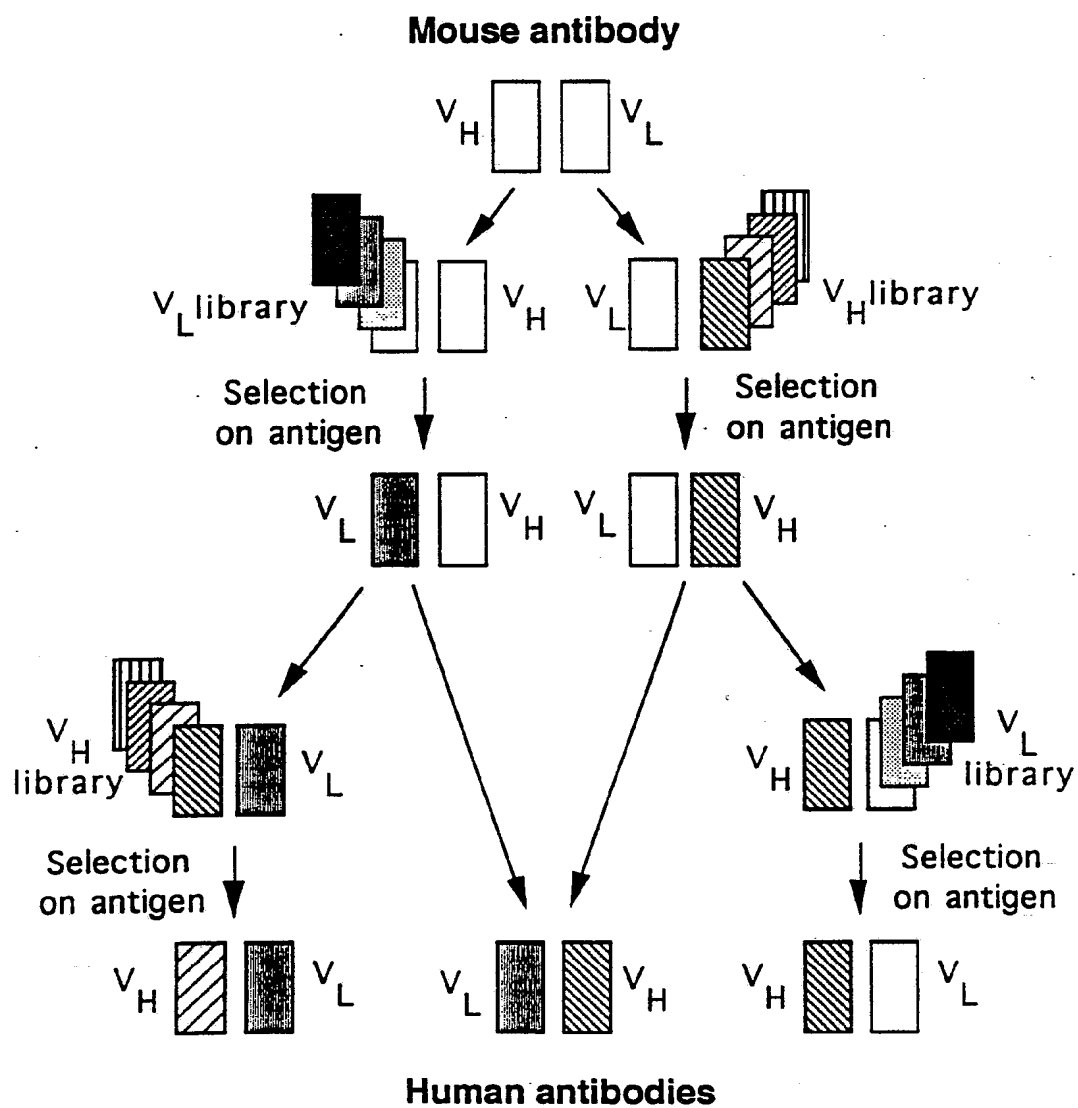 Mouse antibody
VH VL
VL library VH VL VH library
Selection on antigen Selection on antigen
VL VH VL VH
VH library VL VH VL library
Selection on antigen Selection on antigen
VH VL VL VH VH VL
Human antibodies